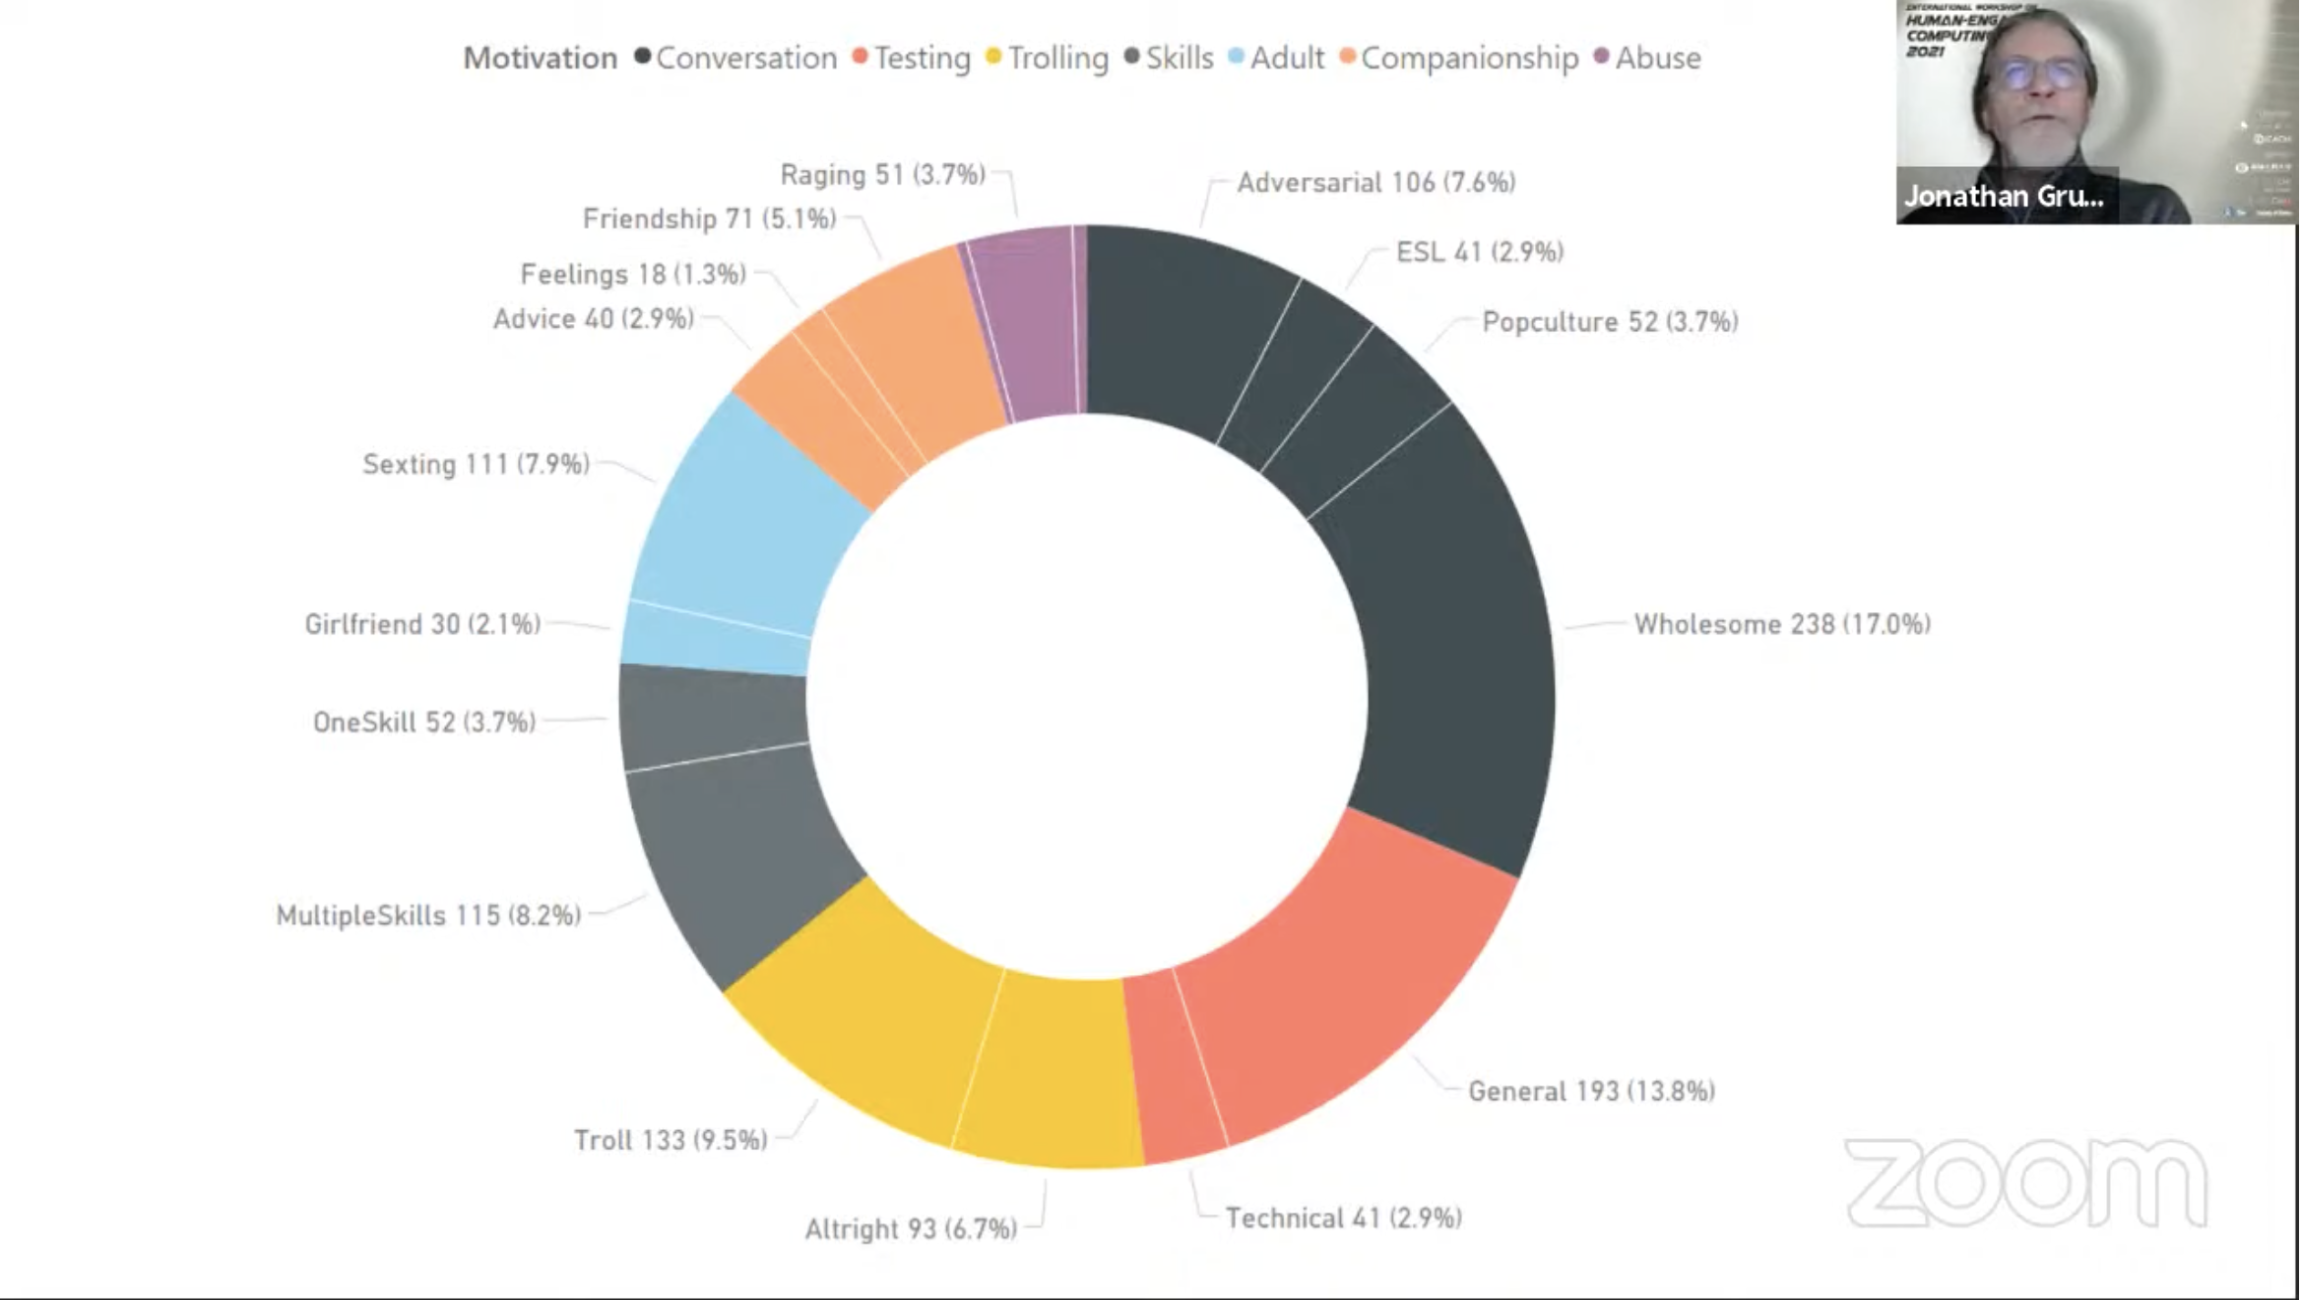 Motivation Conversation Testing Trolling Skills Adult Companionship Abuse
INTERNATIONAL WORKSHOP ON
HUMAN-ENGA
COMPUTIN
2021
Jonathan Gru...
Raging 51 (3.7%)
Adversarial 106 (7.6%)
Friendship 71 (5.1%)
ESL 41 (2.9%)
Feelings 18 (1.3%)
Advice 40 (2.9%)
Popculture 52 (3.7%)
Sexting 111 (7.9%)
Girlfriend 30 (2.1%)
Wholesome 238 (17.0%)
OneSkill 52 (3.7%)
MultipleSkills 115 (8.2%)
General 193 (13.8%)
Troll 133 (9.5%)
Technical 41 (2.9%)
Altright 93 (6.7%)
zoom